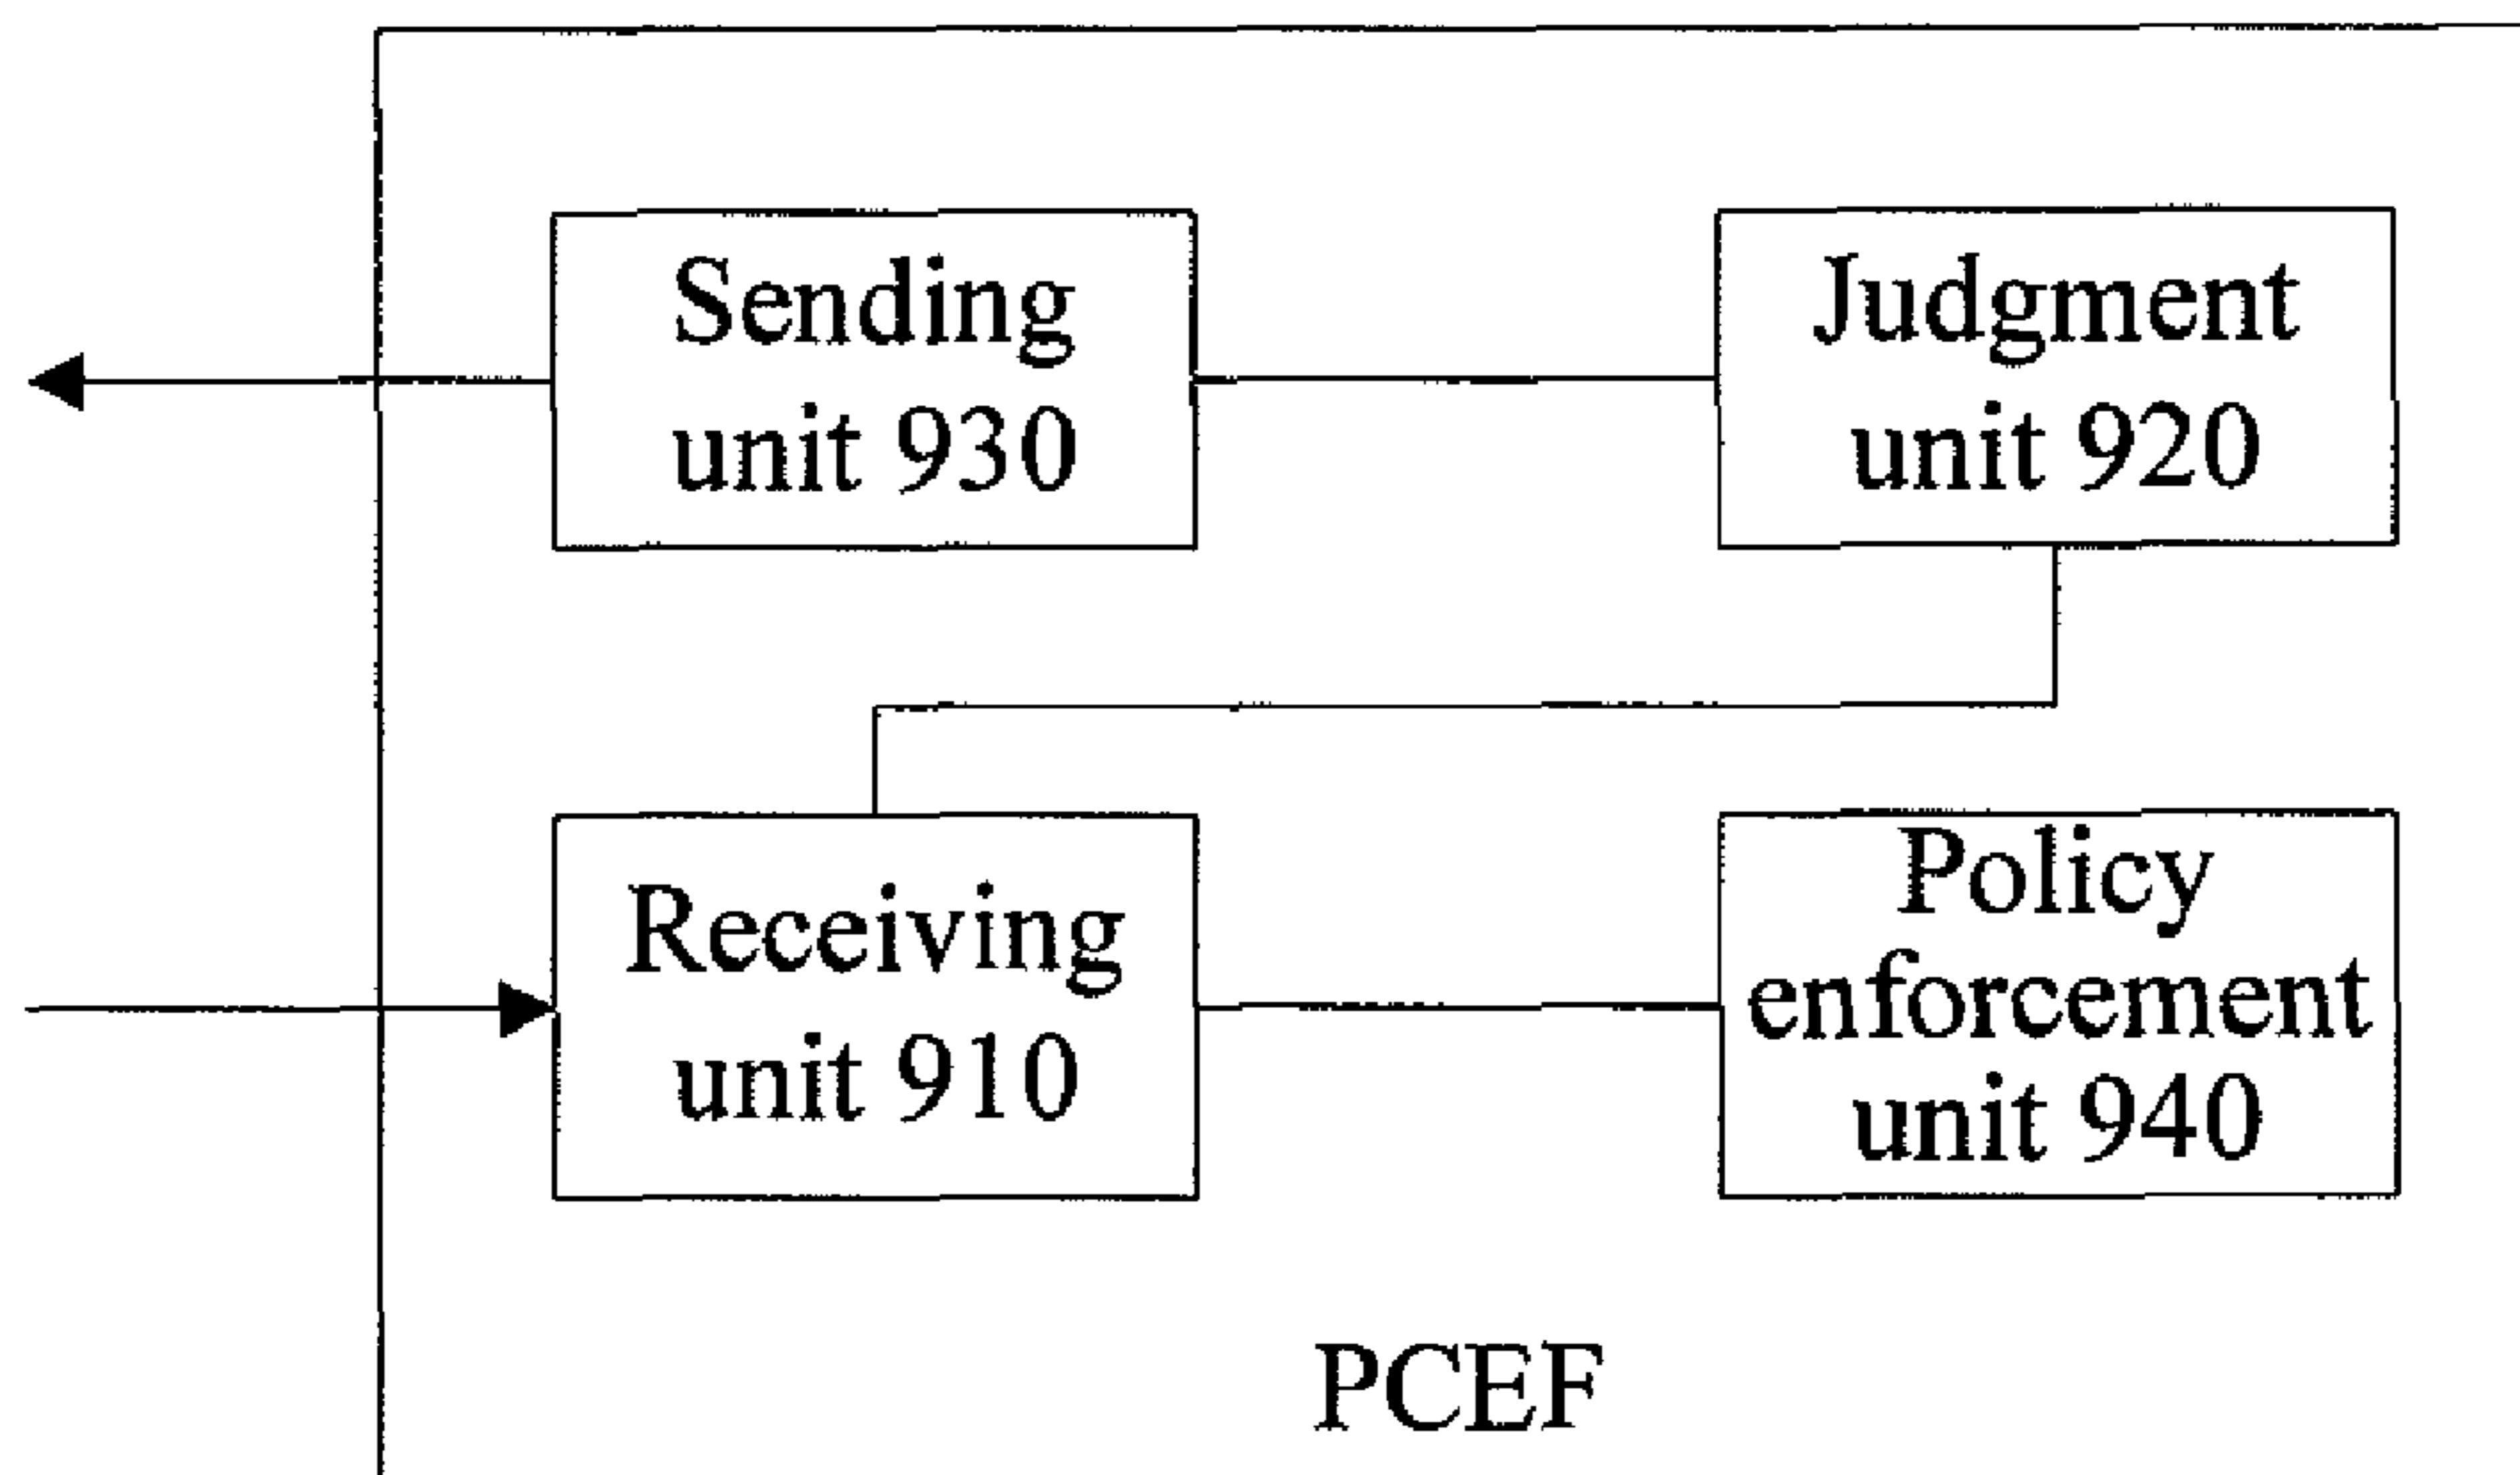 Sending
unit 930
Judgment
unit 920
Receiving
unit 910
Policy
enforcement
unit 940
PCEF